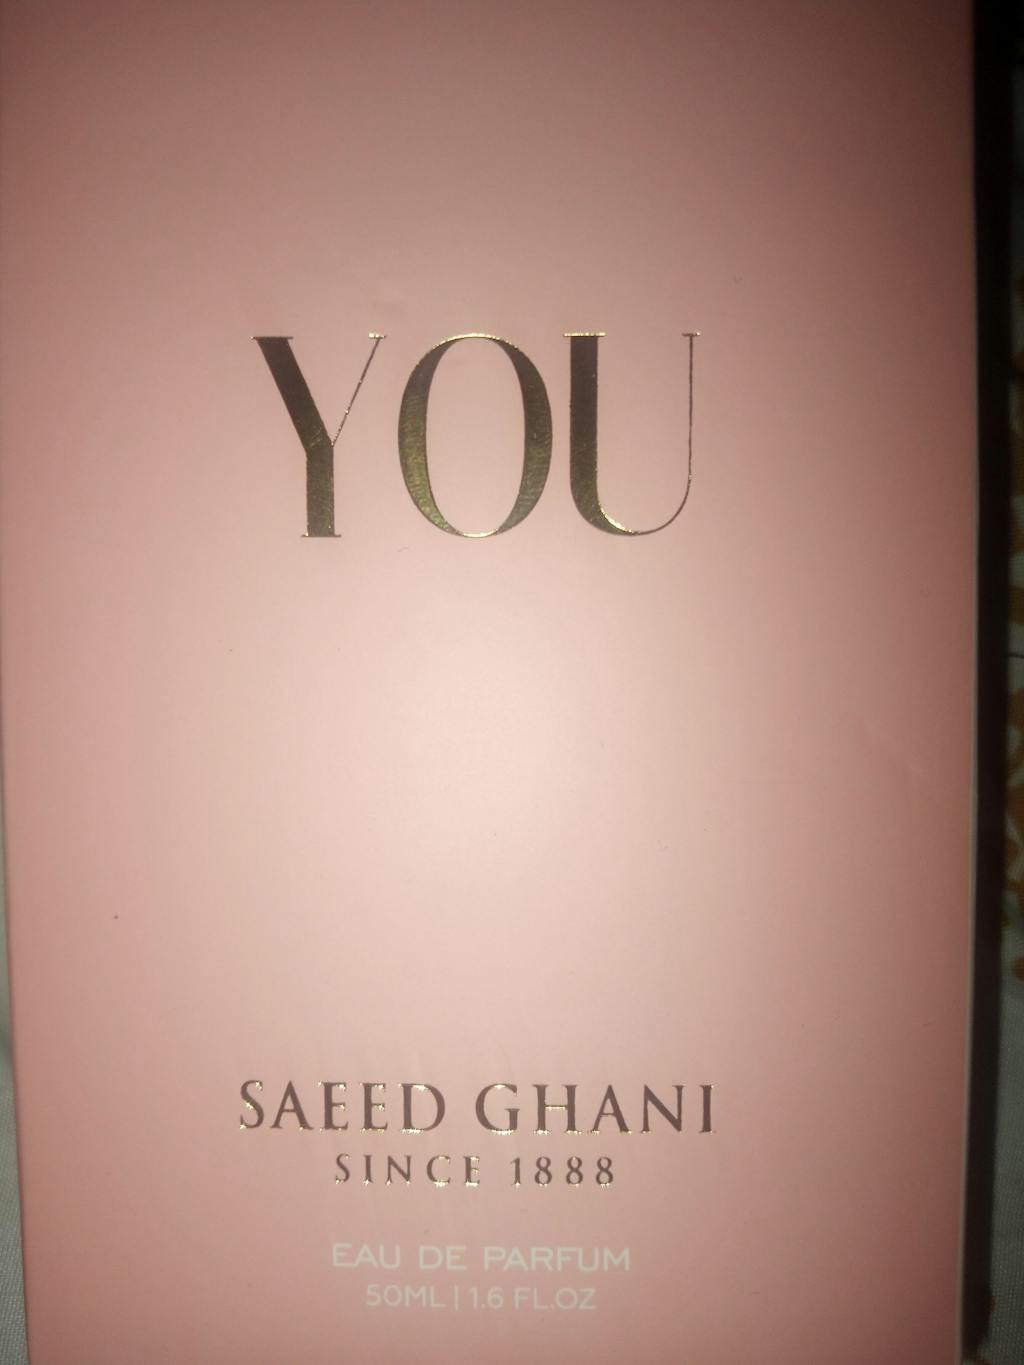 YOU
SAEED GHANI
SINCE 1888
EAU DE PARFUM
50ML | 1.6 FL.OZ